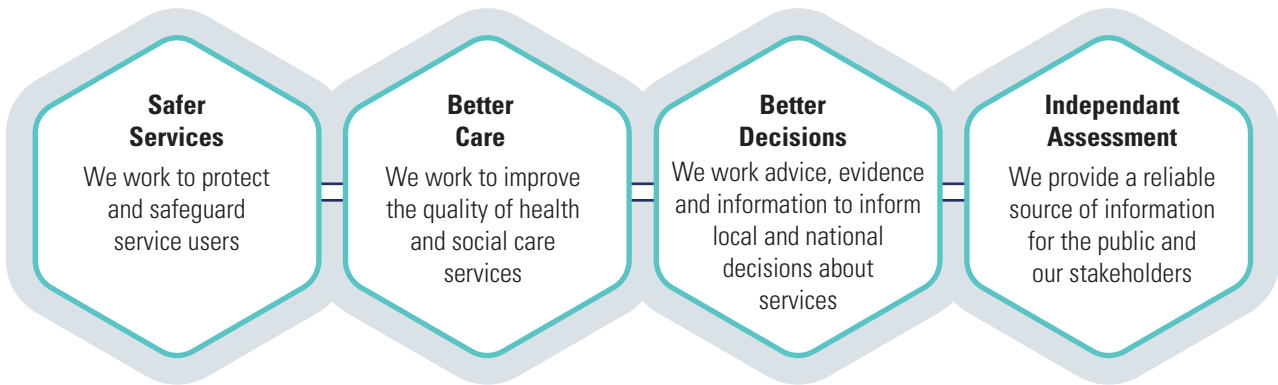 Safer
Services
We work to protect
and safeguard
service users
Better
Care
We work to improve
the quality of health
and social care
services
Better
Decisions
We work advice, evidence
and information to inform
local and national
decisions about
services
Independant
Assessment
We provide a reliable
source of information
for the public and
our stakeholders